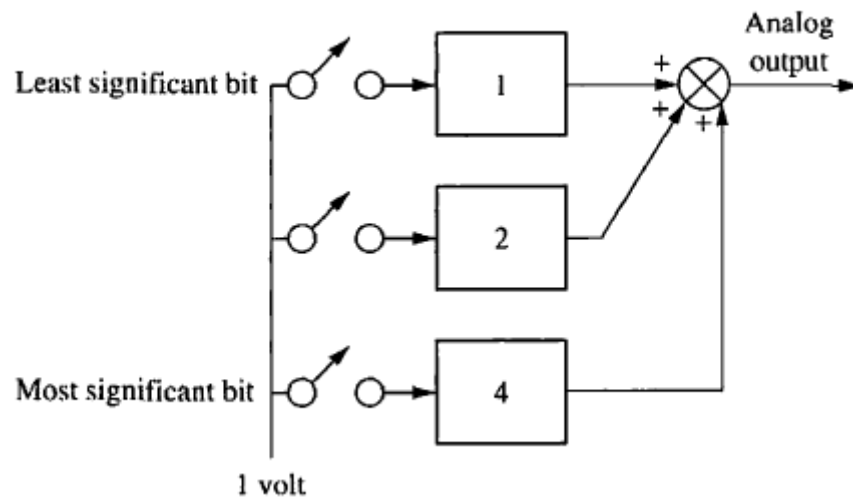 Analog
output
Least significant bit
1
+
+
+
2
Most significant bit
4
1 volt